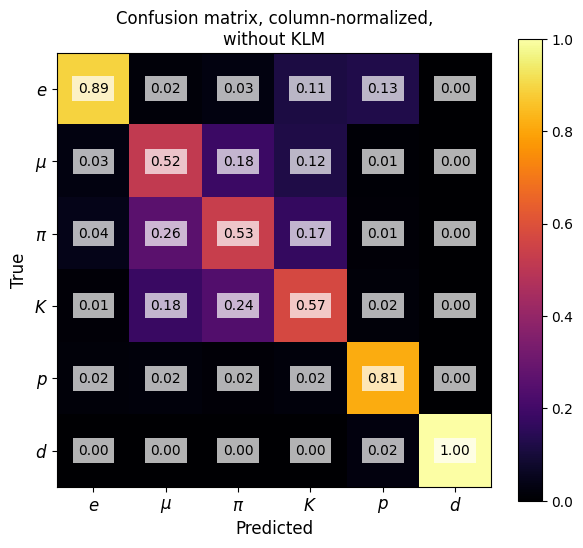 Confusion matrix, column-normalized,
without KLM
True
e 0.89 0.02 0.03 0.11 0.13 0.00
μ 0.03 0.52 0.18 0.12 0.01 0.00
π 0.04 0.26 0.53 0.17 0.01 0.00
K 0.01 0.18 0.24 0.57 0.02 0.00
p 0.02 0.02 0.02 0.02 0.81 0.00
d 0.00 0.00 0.00 0.00 0.02 1.00
e μ π K p d
Predicted
1.0
0.8
0.6
0.4
0.2
0.0